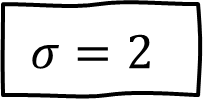 σ = 2